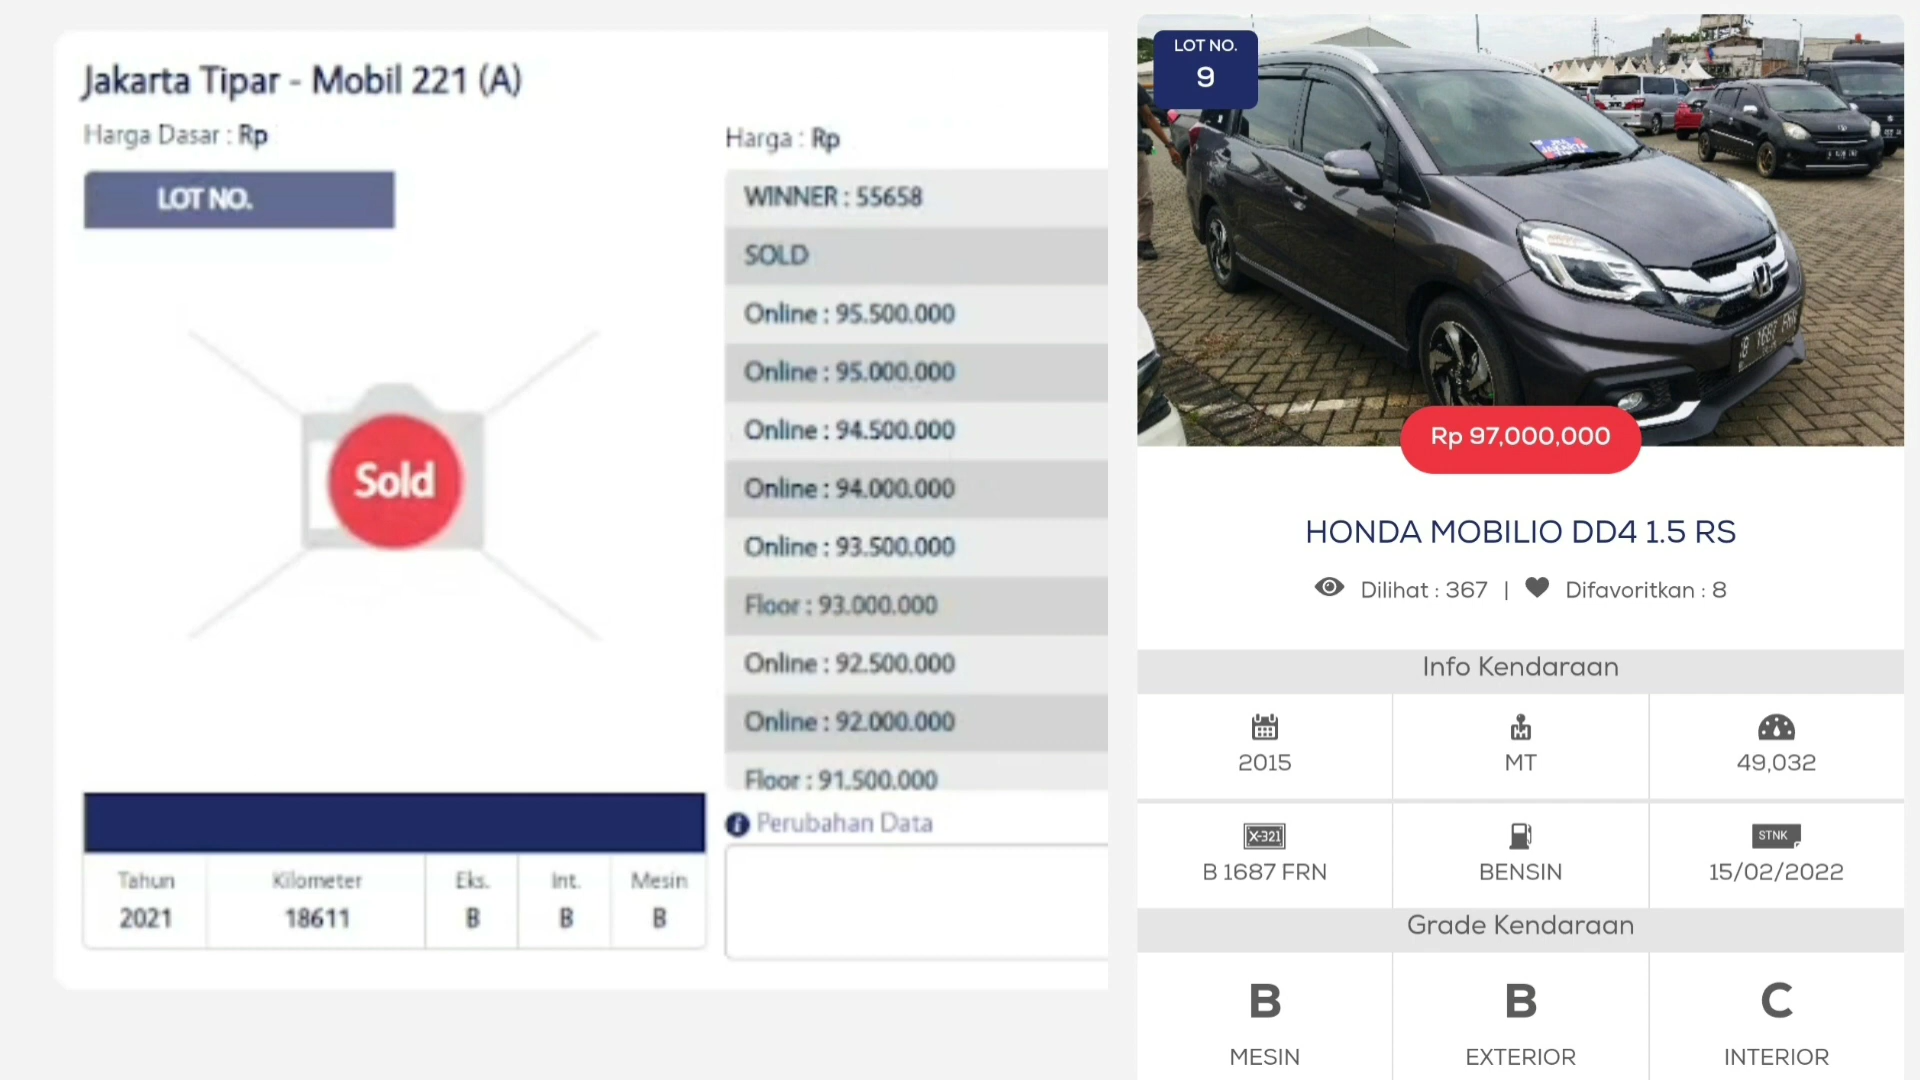 Jakarta Tipar - Mobil 221 (A)
Harga Dasar : Rp
LOT NO.
Sold
Tahun
Kilometer
Eks.
Int.
Mesin
2021
18611
B
B
B
Harga : Rp
WINNER : 55658
SOLD
Online : 95.500.000
Online : 95.000.000
Online : 94.500.000
Online : 94.000.000
Online : 93.500.000
Floor : 93.000.000
Online : 92.500.000
Online : 92.000.000
Floor : 91.500.000
Perubahan Data
LOT NO.
9
B 1687 FRN
Rp 97,000,000
HONDA MOBILIO DD4 1.5 RS
Dilihat : 367 | Difavoritkan : 8
Info Kendaraan
M
2015
MT
49,032
X-321
STNK
B 1687 FRN
BENSIN
15/02/2022
Grade Kendaraan
B
B
C
MESIN
EXTERIOR
INTERIOR